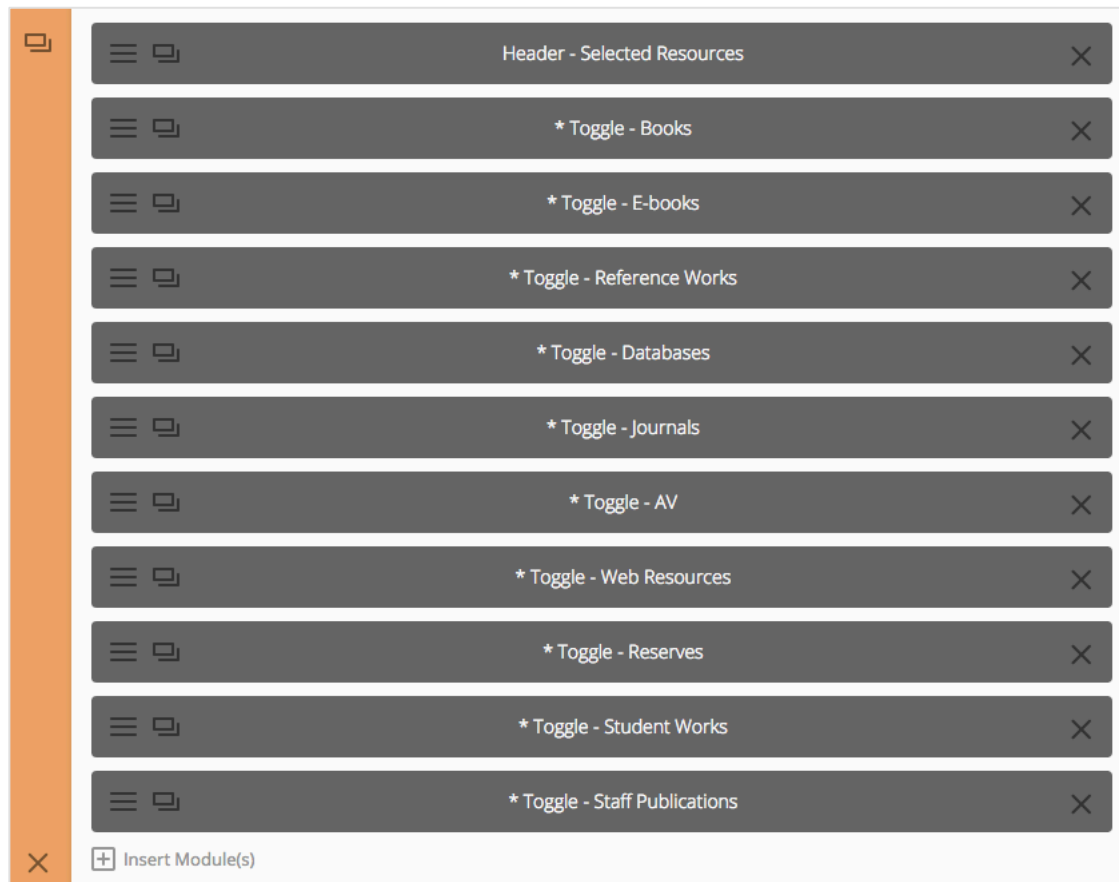 Header - Selected Resources
* Toggle - Books
* Toggle - E-books
* Toggle - Reference Works
* Toggle - Databases
* Toggle - Journals
* Toggle - AV
* Toggle - Web Resources
* Toggle - Reserves
* Toggle - Student Works
* Toggle - Staff Publications
Insert Module(s)